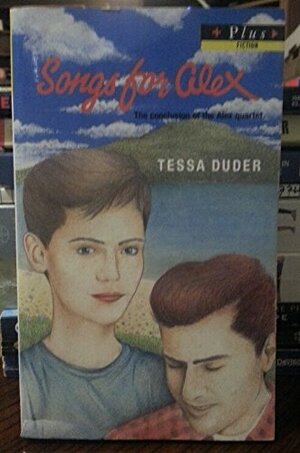 + Plus +
FICTION
Songs for Alex
The conclusion of the Alex quartet
TESSA DUDER